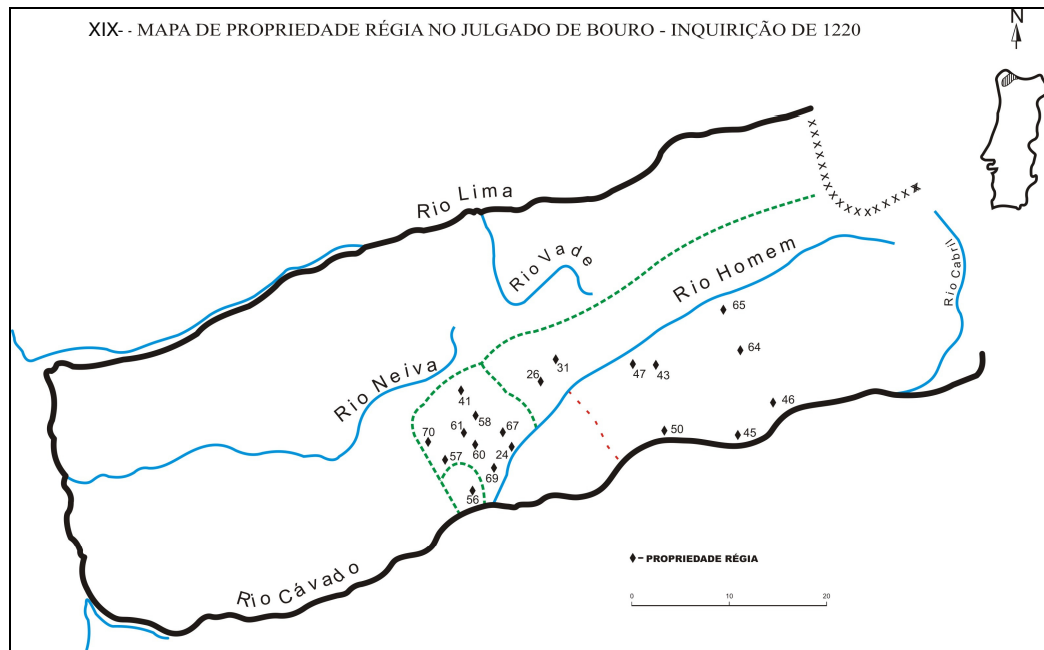 XIX- - MAPA DE PROPRIEDADE RÉGIA NO JULGADO DE BOURO - INQUIRIÇÃO DE 1220
N
Rio Lima
Rio Vade
Rio Homem
Rio Cabril
65
Rio Neiva
31
64
47
43
26
41
46
58
61
67
70
50
45
60
24
57
69
56
- PROPRIEDADE RÉGIA
Rio Cávado
0
10
20